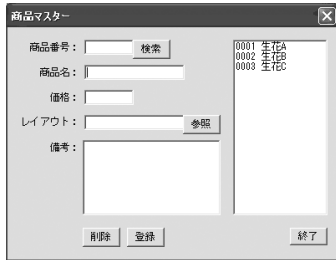 商品マスター
商品番号：
検索
商品名：
価格：
レイアウト：
参照
備考：
0001 生花A
0002 生花B
0003 生花C
削除
登録
終了